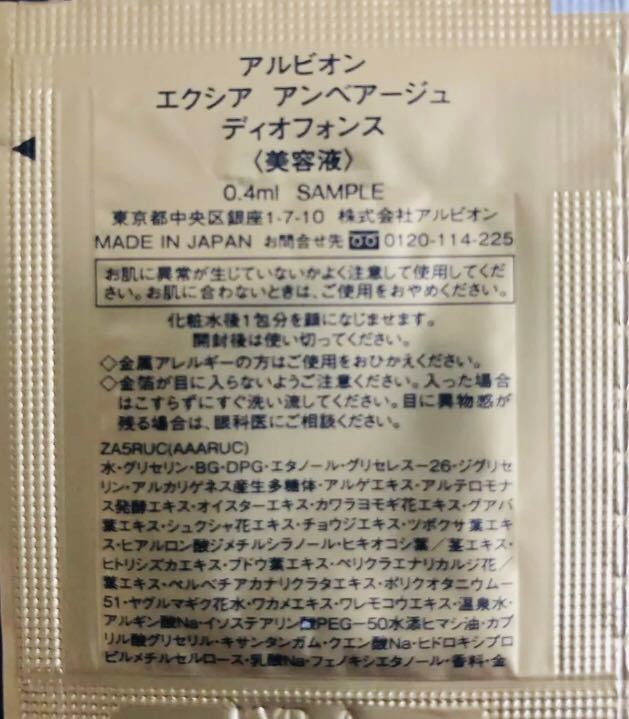 アルビオン
エクシア アンベアージュ
ディオフォンス
〈美容液〉
0.4ml SAMPLE
東京都中央区銀座1-7-10 株式会社アルビオン
MADE IN JAPAN お問合せ先 0120-114-225
お肌に異常が生じていないかよく注意して使用してくだ
さい。お肌に合わないときは、ご使用をおやめください。
化粧水後1包分を顔になじませます。
開封後は使い切ってください。
◇金属アレルギーの方はご使用をおひかえください。
◇金箔が目に入らないようご注意ください。入った場合
はこすらずにすぐ洗い流してください。目に異物感が
残る場合は、眼科医にご相談ください。
ZA5RUC(AAARUC)
水・グリセリン・BG・DPG・エタノール・グリセレス－26・ジグリセ
リン・アルカリゲネス産生多糖体・アルゲエキス・アルテロモナ
ス発酵エキス・オイスターエキス・カワラヨモギ花エキス・グアバ
葉エキス・シュクシャ花エキス・チョウジエキス・ツボクサ葉エキ
ス・ヒアルロン酸ジメチルシラノール・ヒキオコシ葉／茎エキス・
ヒトリシズカエキス・ブドウ葉エキス・ペリクラエナリカルジ花／
葉エキス・ペルベチアカナリクラタエキス・ポリクオタニウム－
51・ヤグルマギク花水・ワカメエキス・ワレモコウエキス・温泉水・
アルギン酸Na・イソステアリン酸PEG－50水添ヒマシ油・カプ
リル酸グリセリル・キサンタンガム・クエン酸Na・ヒドロキシプロ
ピルメチルセルロース・乳酸Na・フェノキシエタノール・香料・金